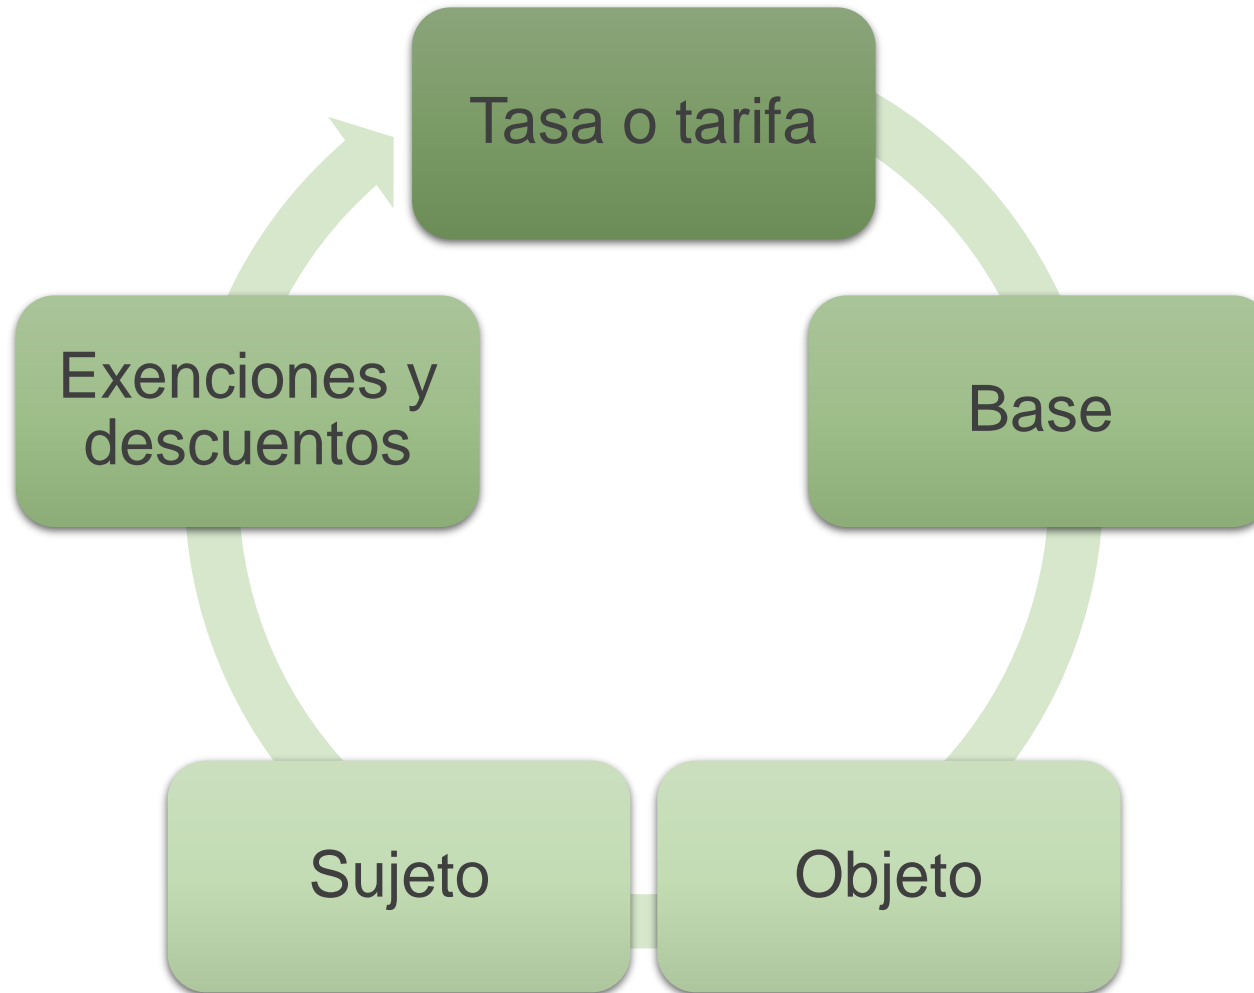 Tasa o tarifa
Exenciones y
descuentos
Base
Sujeto
Objeto